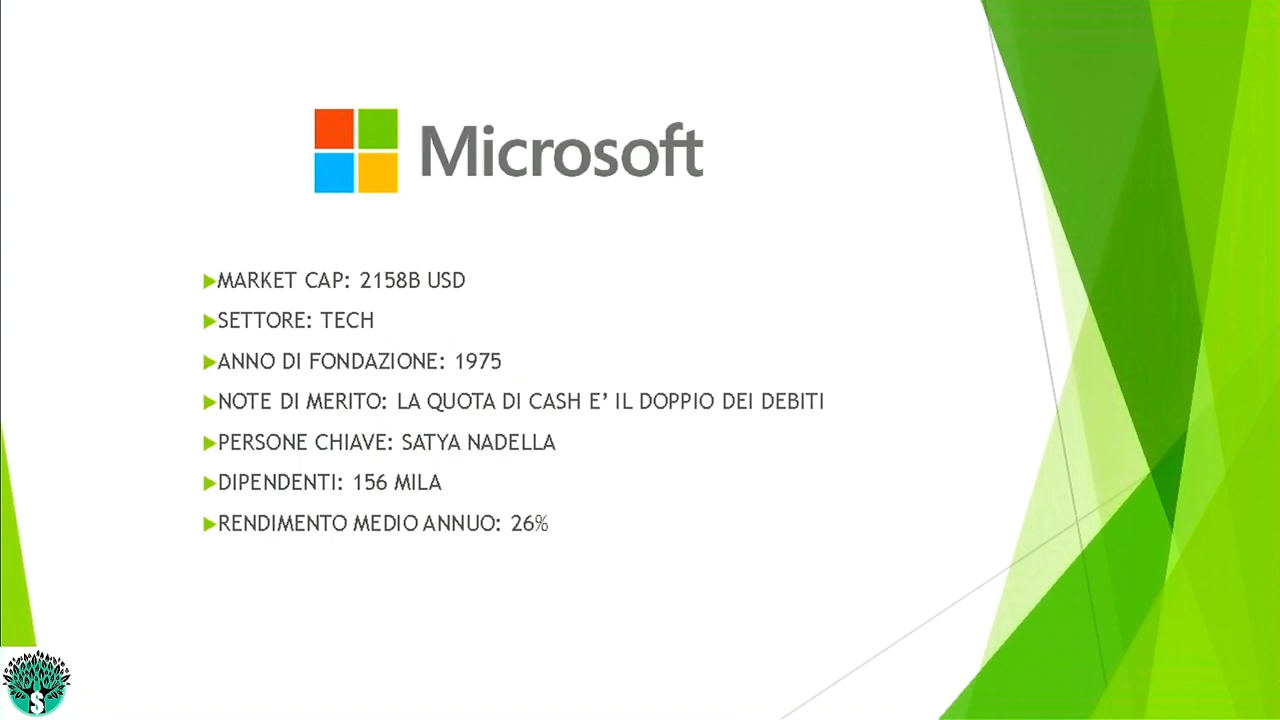 Microsoft
MARKET CAP: 2158B USD
SETTORE: TECH
ANNO DI FONDAZIONE: 1975
NOTE DI MERITO: LA QUOTA DI CASH E’ IL DOPPIO DEI DEBITI
PERSONE CHIAVE: SATYA NADELLA
DIPENDENTI: 156 MILA
RENDIMENTO MEDIO ANNUO: 26%
$